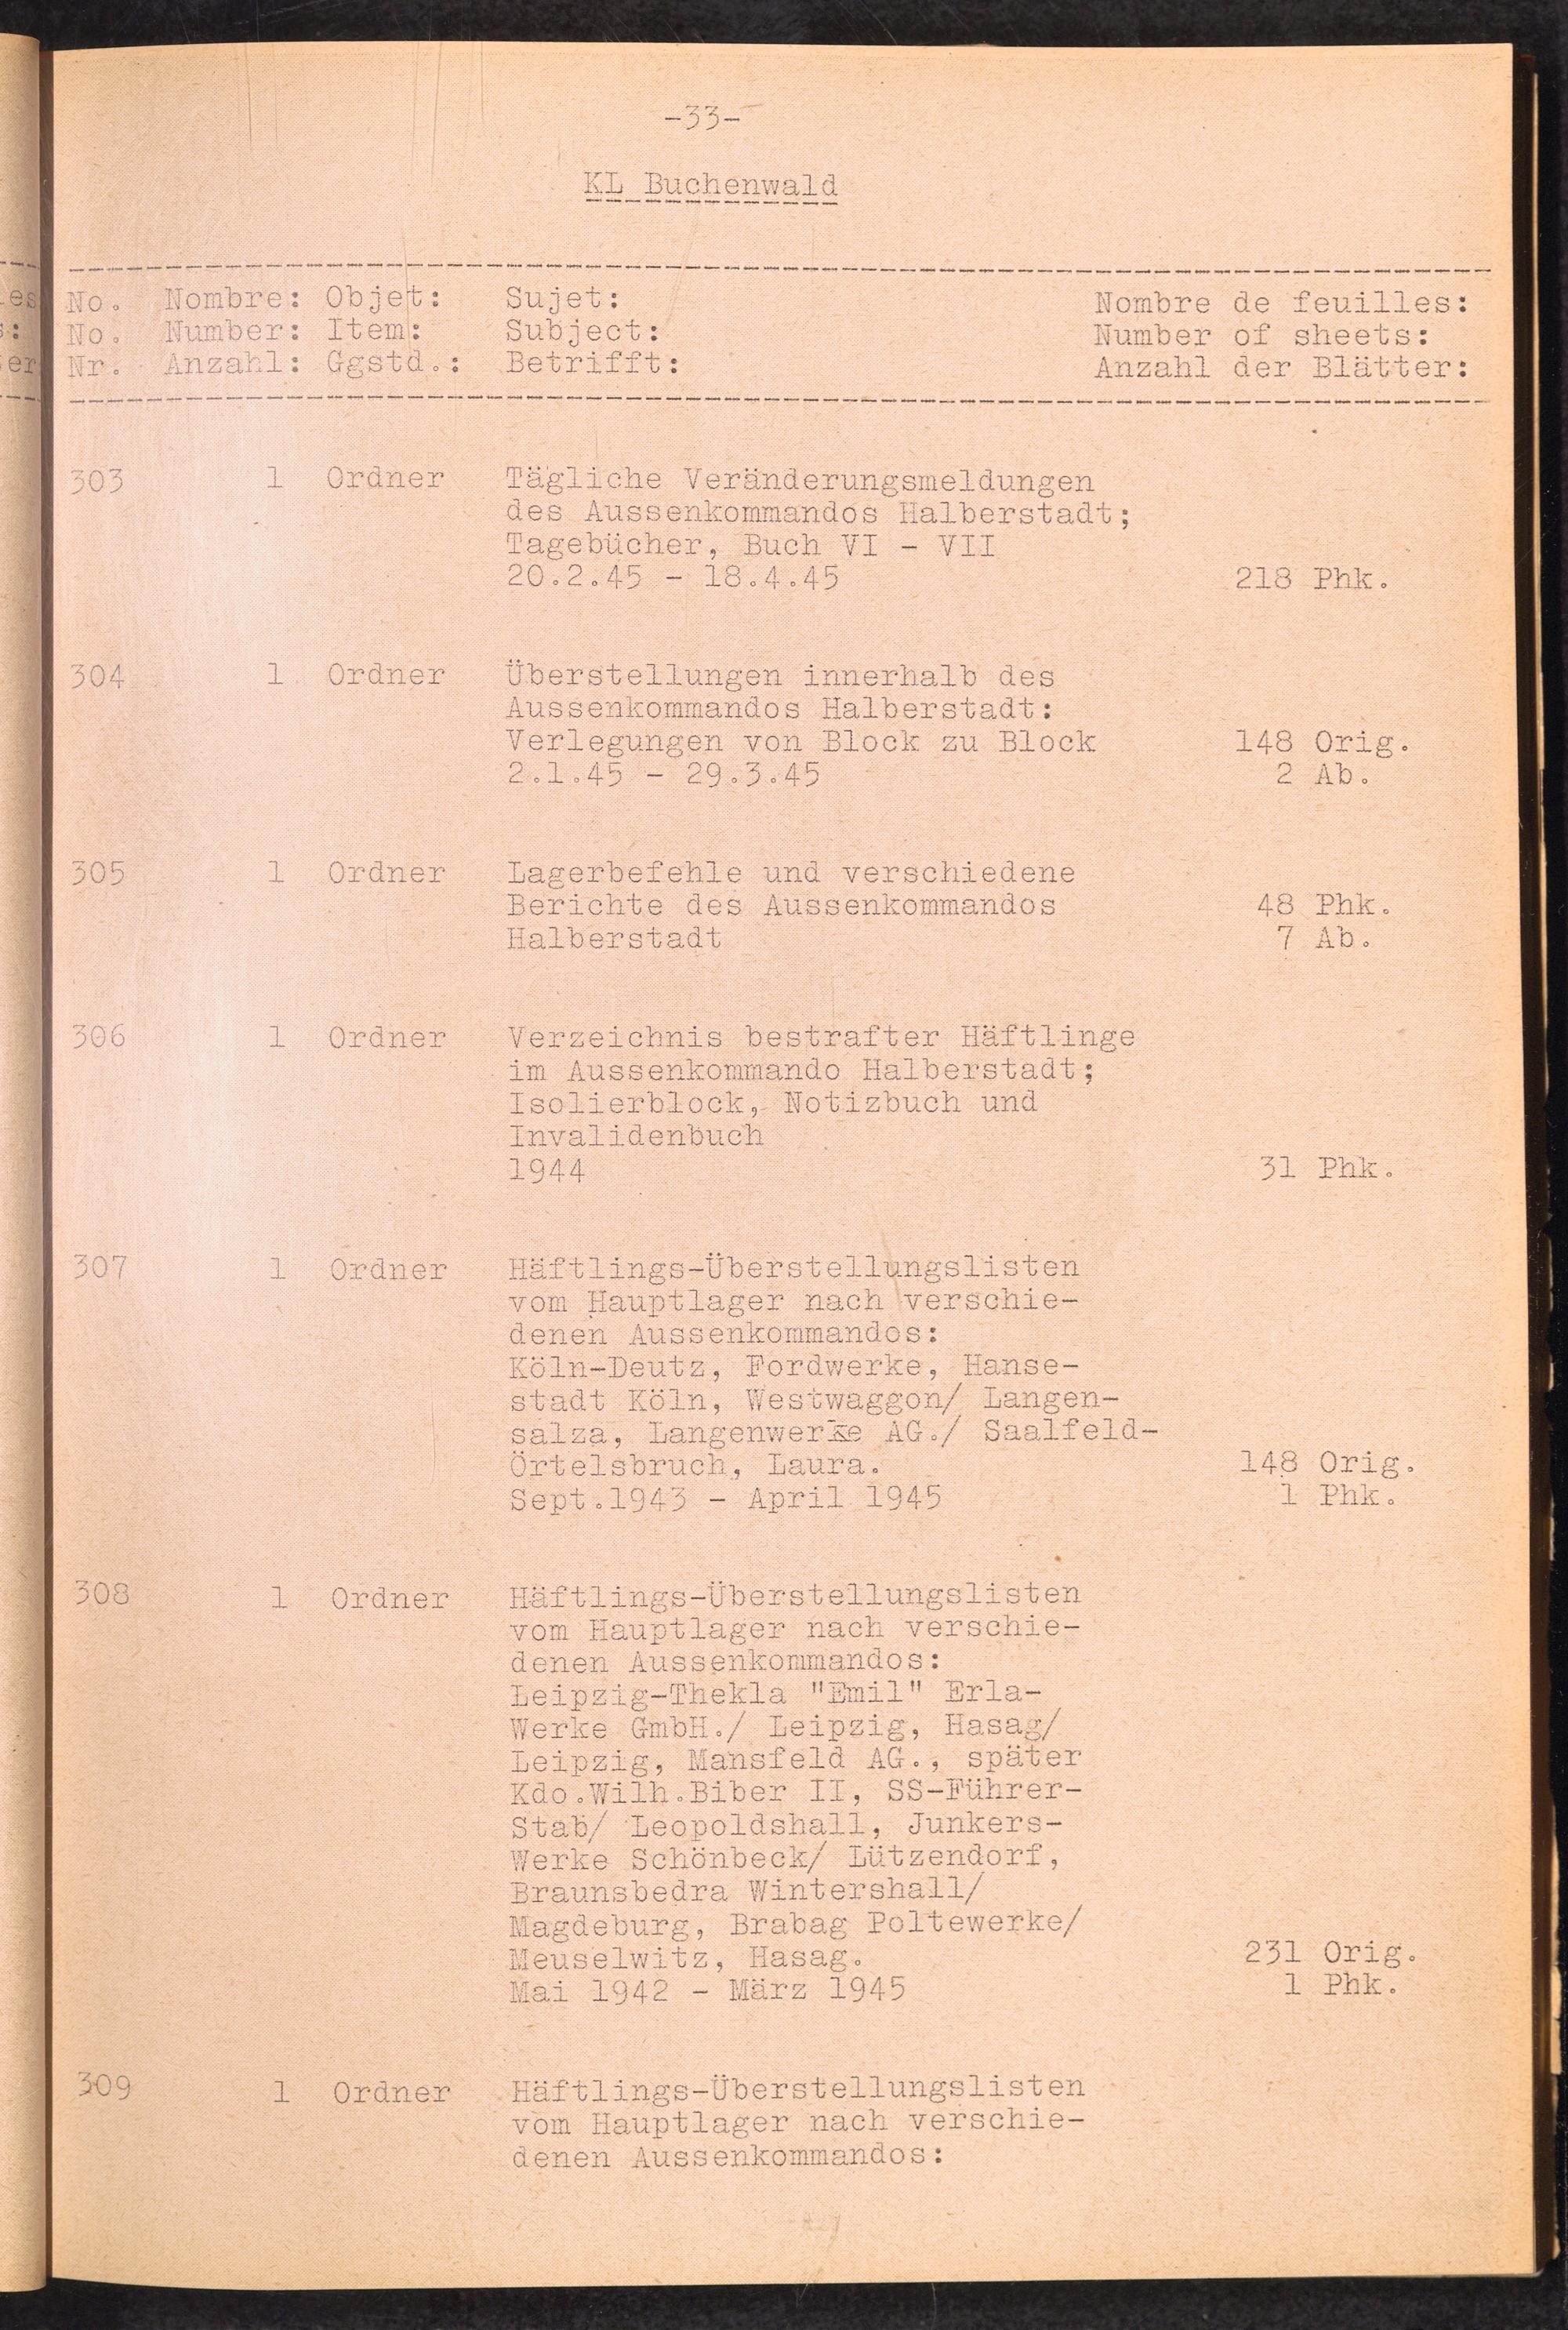 -33-
KL Buchenwald
No. Nombre: Objet: Sujet: Nombre de feuilles:
No. Number: Item: Subject: Number of sheets:
Nr. Anzahl: Ggstd.: Betrifft: Anzahl der Blätter:
303 1 Ordner Tägliche Veränderungsmeldungen
des Aussenkommandos Halberstadt;
Tagebücher, Buch VI - VII
20.2.45 - 18.4.45 218 Phk.
304 1 Ordner Überstellungen innerhalb des
Aussenkommandos Halberstadt:
Verlegungen von Block zu Block 148 Orig.
2.1.45 - 29.3.45 2 Ab.
305 1 Ordner Lagerbefehle und verschiedene
Berichte des Aussenkommandos 48 Phk.
Halberstadt 7 Ab.
306 1 Ordner Verzeichnis bestrafter Häftlinge
im Aussenkommando Halberstadt;
Isolierblock, Notizbuch und
Invalidenbuch
1944 31 Phk.
307 1 Ordner Häftlings-Überstellungslisten
vom Hauptlager nach verschie-
denen Aussenkommandos:
Köln-Deutz, Fordwerke, Hanse-
stadt Köln, Westwaggon/ Langen-
salza, Langenwerke AG./ Saalfeld-
Örtelsbruch, Laura. 148 Orig.
Sept.1943 - April 1945 1 Phk.
308 1 Ordner Häftlings-Überstellungslisten
vom Hauptlager nach verschie-
denen Aussenkommandos:
Leipzig-Thekla "Emil" Erla-
Werke GmbH./ Leipzig, Hasag/
Leipzig, Mansfeld AG., später
Kdo.Wilh.Biber II, SS-Führer-
Stab/ Leopoldshall, Junkers-
Werke Schönbeck/ Lützendorf,
Braunsbedra Wintershall/
Magdeburg, Brabag Poltewerke/
Meuselwitz, Hasag. 231 Orig.
Mai 1942 - März 1945 1 Phk.
309 1 Ordner Häftlings-Überstellungslisten
vom Hauptlager nach verschie-
denen Aussenkommandos: